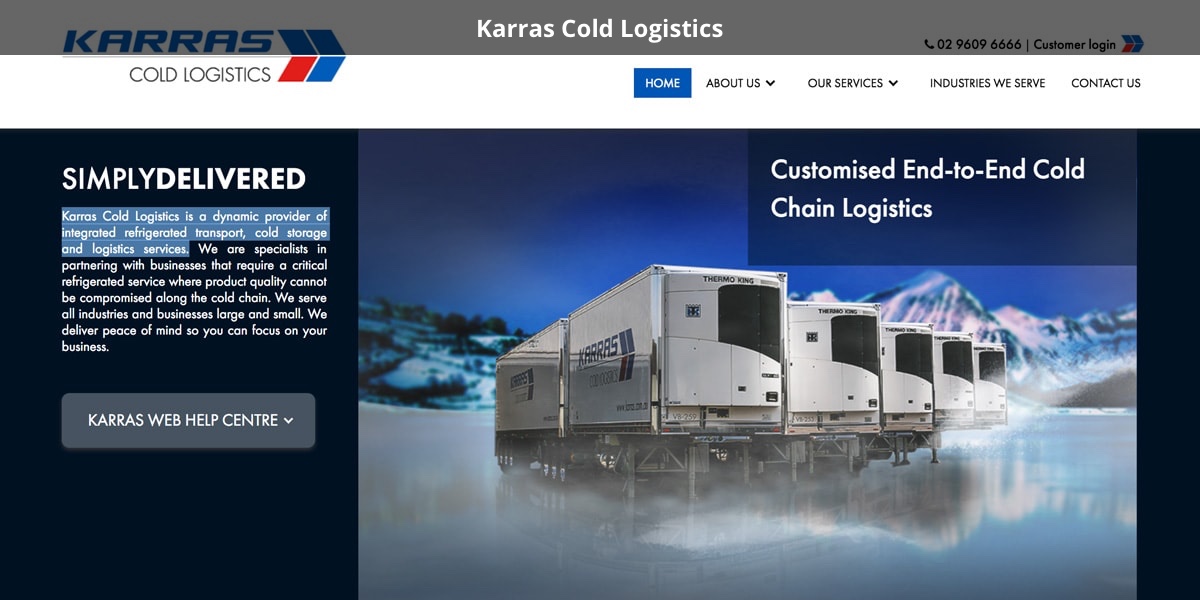 Karras Cold Logistics
KARRAS
COLD LOGISTICS
02 9609 6666 | Customer login
HOME
ABOUT US
OUR SERVICES
INDUSTRIES WE SERVE
CONTACT US
SIMPLYDELIVERED
Karras Cold Logistics is a dynamic provider of
integrated refrigerated transport, cold storage
and logistics services. We are specialists in
partnering with businesses that require a critical
refrigerated service where product quality cannot
be compromised along the cold chain. We serve
all industries and businesses large and small. We
deliver peace of mind so you can focus on your
business.
KARRAS WEB HELP CENTRE
Customised End-to-End Cold
Chain Logistics
THERMO KING
THERMO KING
THERMO KING
THERMO KING
KARRAS
COLD LOGISTICS
KARRAS